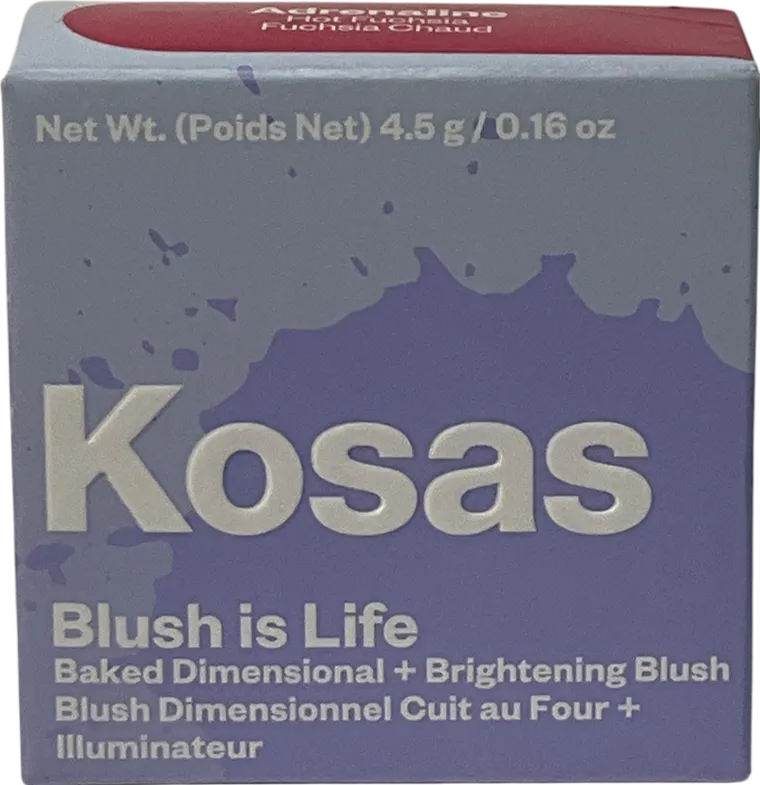 Adrenaline
Hot Fuchsia
Fuchsia Chaud
Net Wt. (Poids Net) 4.5 g / 0.16 oz
Kosas
Blush is Life
Baked Dimensional + Brightening Blush
Blush Dimensionnel Cuit au Four +
Illuminateur